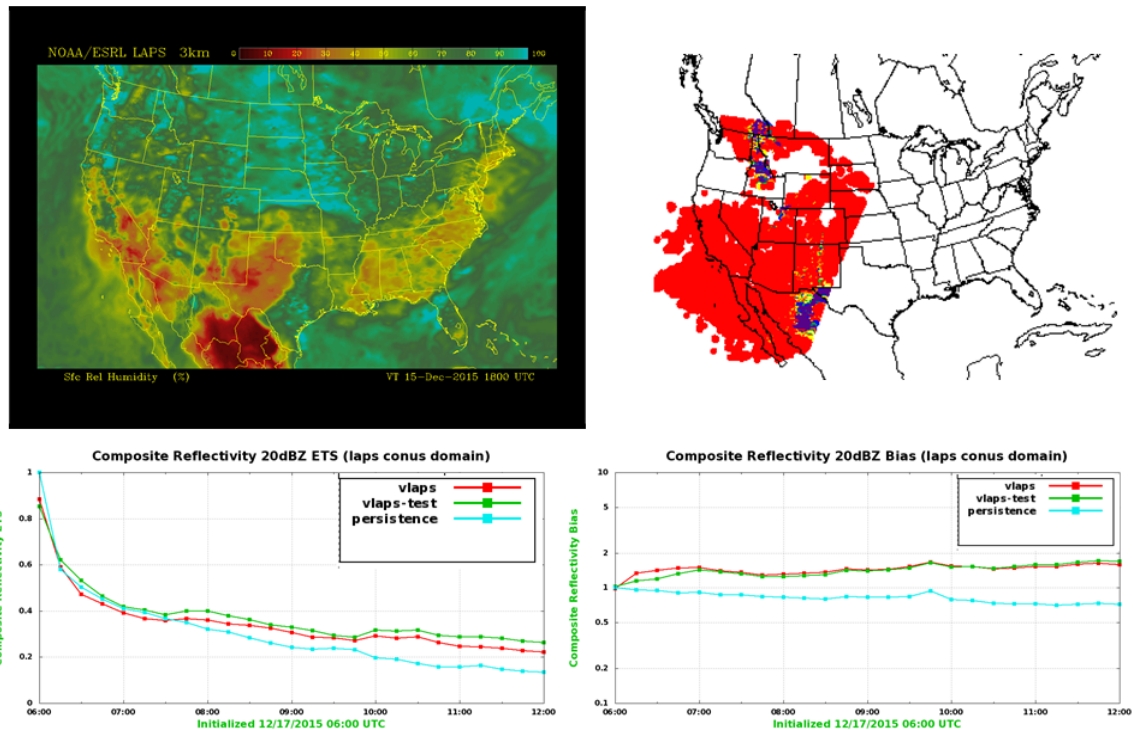 NOAA/ESRL LAPS 3km
0 10 20 30 40 50 60 70 80 90 100
Sfc Rel Humidity (%)
VT 15-Dec-2015 1800 UTC
Composite Reflectivity 20dBZ ETS (laps conus domain)
vlaps
vlaps-test
persistence
1
0.8
0.6
0.4
0.2
0
06:00 07:00 08:00 09:00 10:00 11:00 12:00
Initialized 12/17/2015 06:00 UTC
Composite Reflectivity 20dBZ Bias (laps conus domain)
Composite Reflectivity Bias
vlaps
vlaps-test
persistence
10
5
2
1
0.5
0.2
0.1
06:00 07:00 08:00 09:00 10:00 11:00 12:00
Initialized 12/17/2015 06:00 UTC